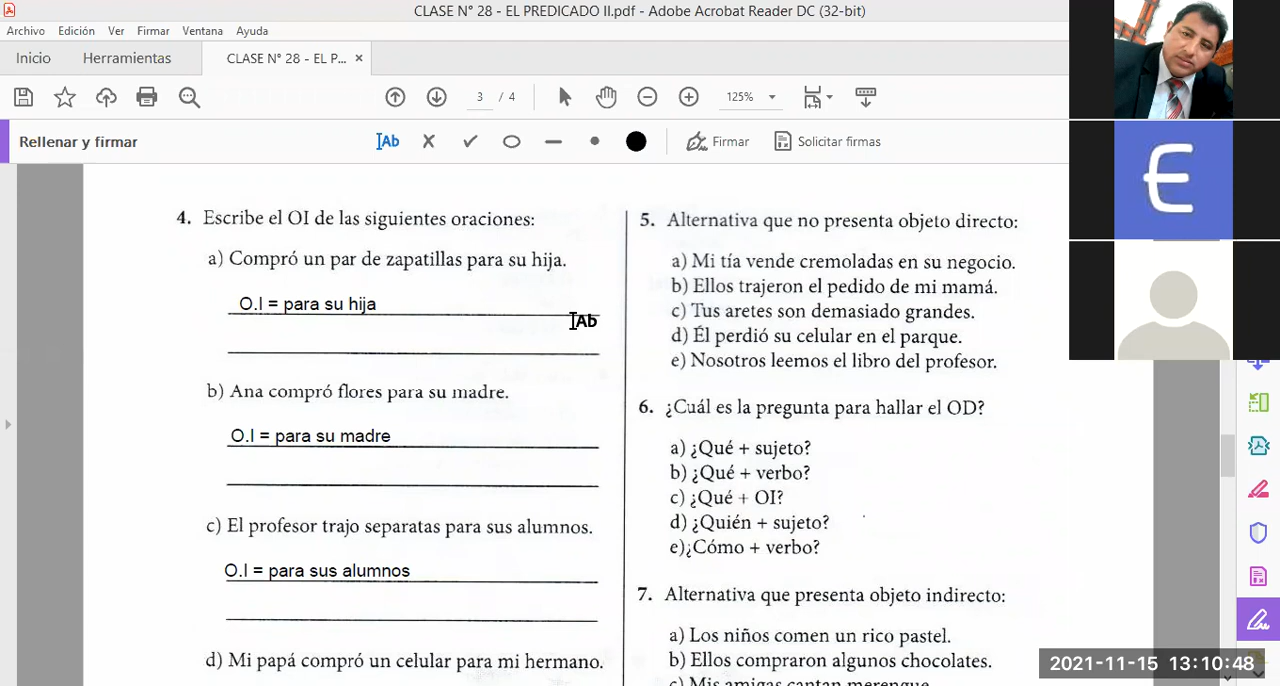 CLASE N° 28 - EL PREDICADO II.pdf - Adobe Acrobat Reader DC (32-bit)
Archivo Edición Ver Firmar Ventana Ayuda
Inicio Herramientas CLASE N° 28 - EL P... ×
3 / 4 125%
Rellenar y firmar Ab Firmar Solicitar firmas
4. Escribe el OI de las siguientes oraciones:
a) Compró un par de zapatillas para su hija.
O.I = para su hija
Ab
b) Ana compró flores para su madre.
O.I = para su madre
c) El profesor trajo separatas para sus alumnos.
O.I = para sus alumnos
d) Mi papá compró un celular para mi hermano.
5. Alternativa que no presenta objeto directo:
a) Mi tía vende cremoladas en su negocio.
b) Ellos trajeron el pedido de mi mamá.
c) Tus aretes son demasiado grandes.
d) Él perdió su celular en el parque.
e) Nosotros leemos el libro del profesor.
6. ¿Cuál es la pregunta para hallar el OD?
a) ¿Qué + sujeto?
b) ¿Qué + verbo?
c) ¿Qué + OI?
d) ¿Quién + sujeto?
e)¿Cómo + verbo?
7. Alternativa que presenta objeto indirecto:
a) Los niños comen un rico pastel.
b) Ellos compraron algunos chocolates.
c) Mis amigas cantan merengue
E
2021-11-15 13:10:48